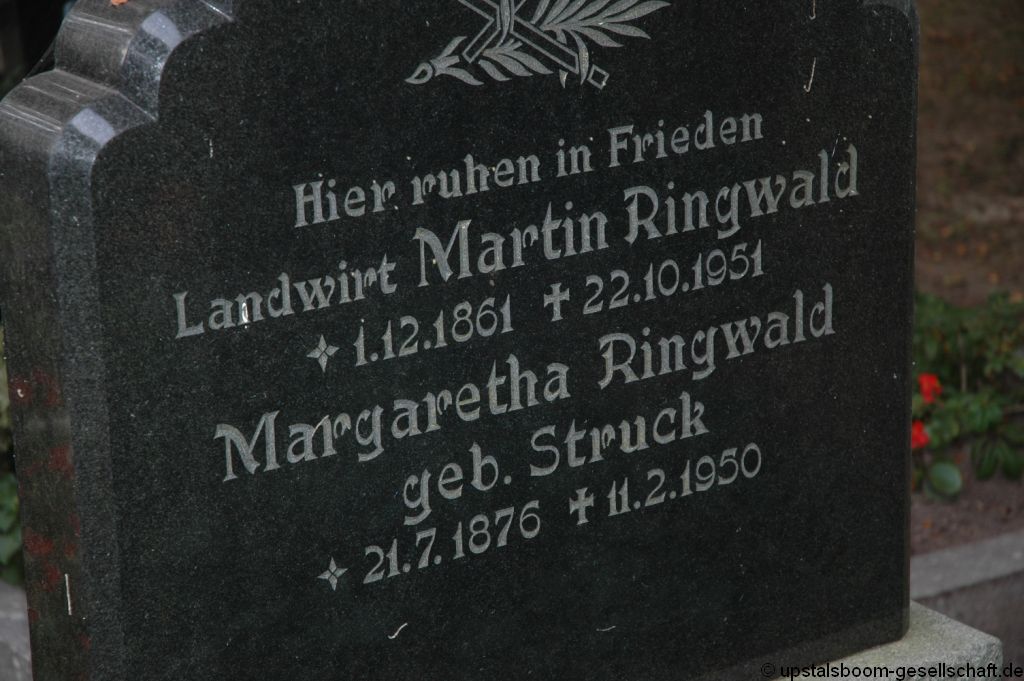 Hier ruhen in Frieden
Landwirt Martin Ringwald
1.12.1861 22.10.1951
Margaretha Ringwald
geb. Struck
21.7.1876 11.2.1950
© upstalsboom-gesellschaft.de